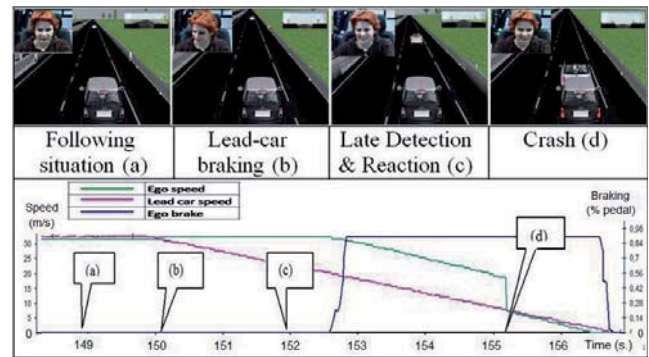 Following
situation (a)
Lead-car
braking (b)
Late Detection
& Reaction (c)
Crash (d)
Ego speed
Lead car speed
Ego brake
Speed
(m/s)
Braking
(% pedal)
30
25
20
15
10
5
0
0,96
0,84
0,7
0,56
0,42
0,28
0,14
0
(a)
(b)
(c)
(d)
149
150
151
152
153
154
155
156
Time (s.)